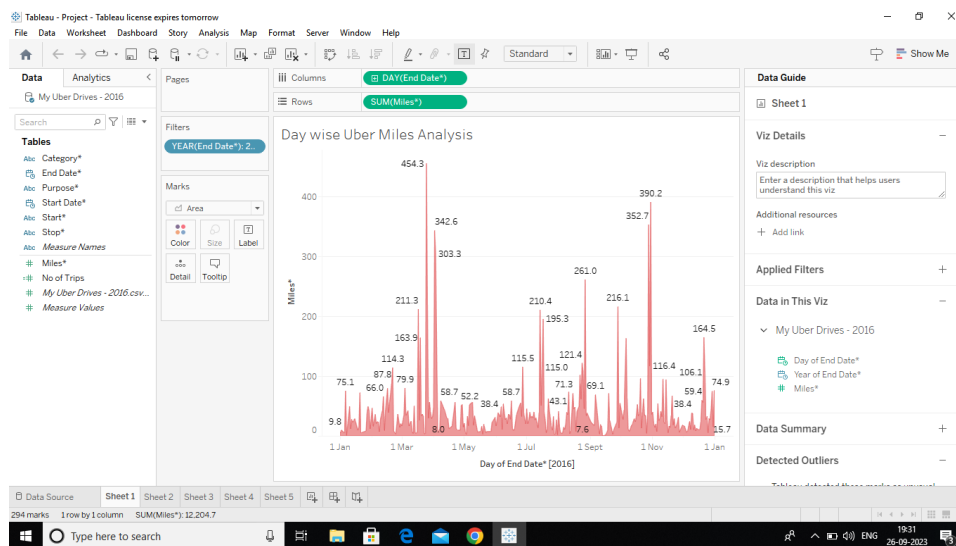 Tableau - Project - Tableau license expires tomorrow
File Data Worksheet Dashboard Story Analysis Map Format Server Window Help
Standard
Show Me
Data Analytics
My Uber Drives - 2016
Search
Tables
Abc Category*
End Date*
Abc Purpose*
Start Date*
Abc Start*
Abc Stop*
Abc Measure Names
Miles*
No of Trips
My Uber Drives - 2016.csv...
Measure Values
Pages
Filters
YEAR(End Date*): 2..
Marks
Area
Color Size Label
Detail Tooltip
Columns DAY(End Date*)
Rows SUM(Miles*)
Day wise Uber Miles Analysis
454.3
390.2
400
342.6
352.7
303.3
300
261.0
211.3
210.4
216.1
200
195.3
163.9
164.5
114.3
115.5
121.4
116.4
106.1
100
75.1
66.0
87.8
79.9
58.7
52.2
38.4
58.7
115.0
71.3
43.1
69.1
38.4
59.4
74.9
9.8
8.0
7.6
15.7
0
Miles*
1 Jan 1 Mar 1 May 1 Jul 1 Sept 1 Nov 1 Jan
Day of End Date* [2016]
Data Guide
Sheet 1
Viz Details
Viz description
Enter a description that helps users
understand this viz
Additional resources
Add link
Applied Filters
Data in This Viz
My Uber Drives - 2016
Day of End Date*
Year of End Date*
Miles*
Data Summary
Detected Outliers
Data Source Sheet 1 Sheet 2 Sheet 3 Sheet 4 Sheet 5
294 marks 1 row by 1 column SUM(Miles*): 12,204.7
Type here to search
ENG
19:31
26-09-2023
3